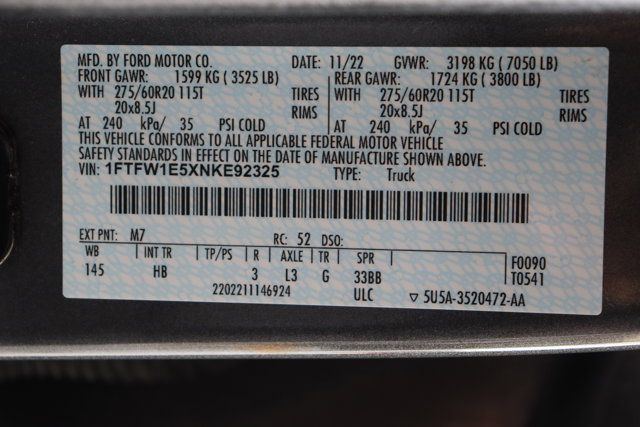 MFD. BY FORD MOTOR CO. DATE: 11/22 GVWR: 3198 KG ( 7050 LB)
FRONT GAWR: 1599 KG ( 3525 LB) REAR GAWR: 1724 KG ( 3800 LB)
WITH 275/60R20 115T TIRES WITH 275/60R20 115T TIRES
20x8.5J RIMS 20x8.5J RIMS
AT 240 kPa/ 35 PSI COLD AT 240 kPa/ 35 PSI COLD
THIS VEHICLE CONFORMS TO ALL APPLICABLE FEDERAL MOTOR VEHICLE
SAFETY STANDARDS IN EFFECT ON THE DATE OF MANUFACTURE SHOWN ABOVE.
VIN: 1FTFW1E5XNKE92325 TYPE: Truck
EXT PNT: M7 RC: 52 DSO:
WB INT TR TP/PS R AXLE TR SPR F0090
145 HB 3 L3 G 33BB T0541
2202211146924 ULC ▽ 5U5A-3520472-AA